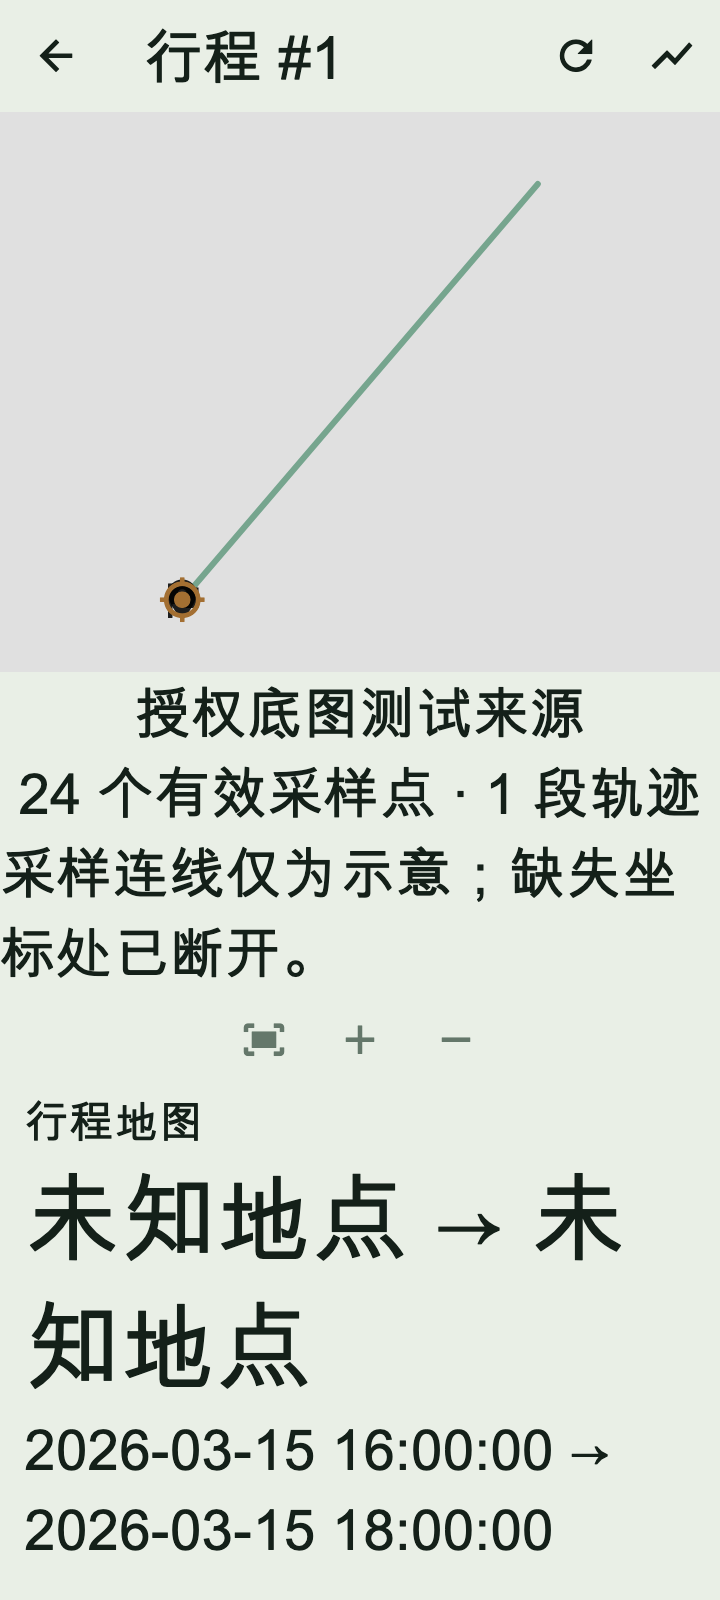 行程 #1
授权底图测试来源
24 个有效采样点 · 1 段轨迹
采样连线仅为示意；缺失坐
标处已断开。
行程地图
未知地点 → 未
知地点
2026-03-15 16:00:00 →
2026-03-15 18:00:00